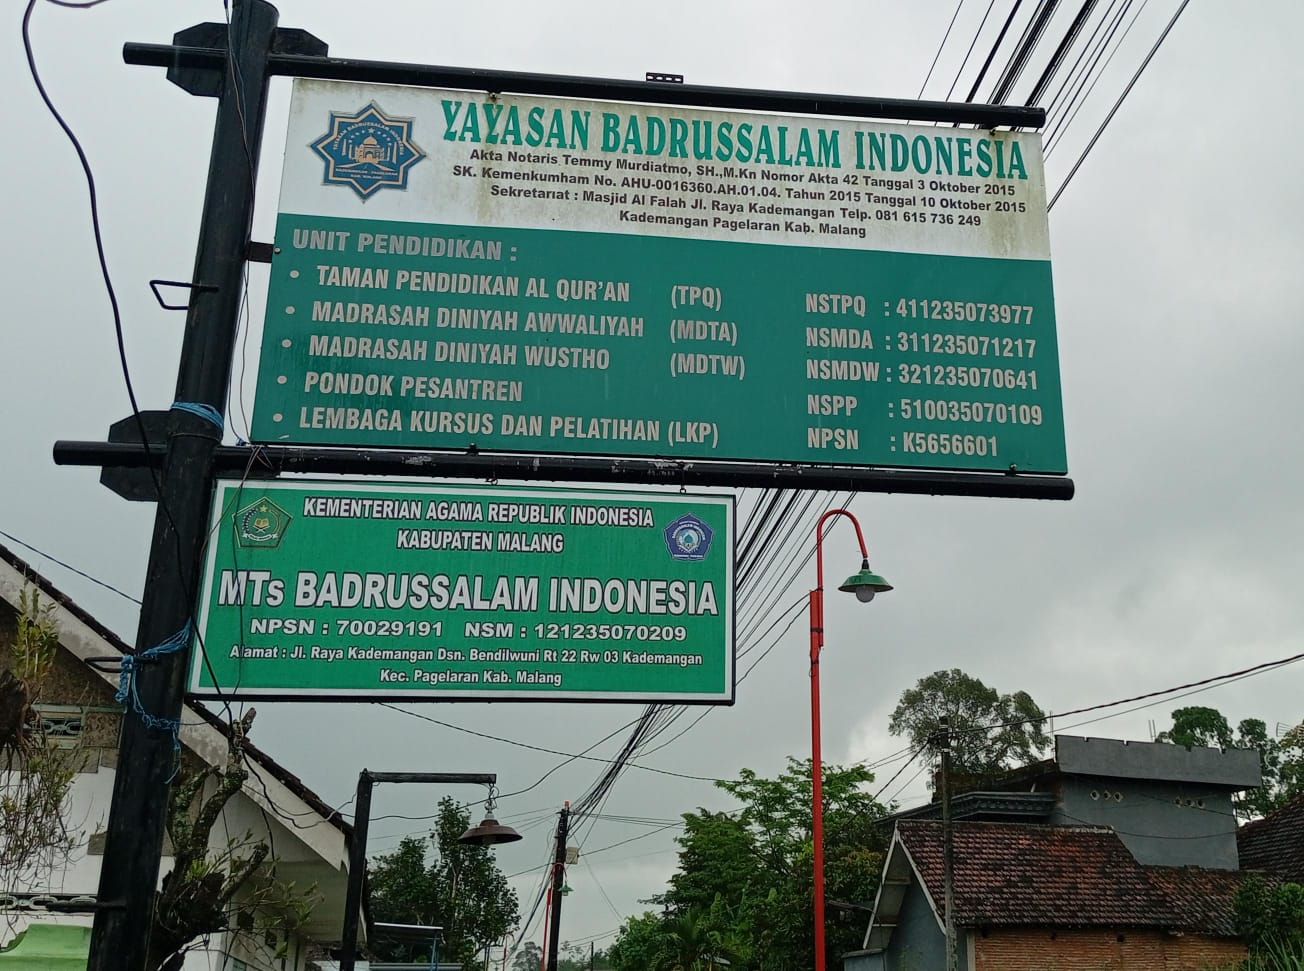 YAYASAN BADRUSSALAM INDONESIA
Akta Notaris Temmy Murdiatmo, SH.,M.Kn Nomor Akta 42 Tanggal 3 Oktober 2015
SK. Kemenkumham No. AHU-0016360.AH.01.04. Tahun 2015 Tanggal 10 Oktober 2015
Sekretariat : Masjid Al Falah Jl. Raya Kademangan Telp. 081 615 736 249
Kademangan Pagelaran Kab. Malang
UNIT PENDIDIKAN :
• TAMAN PENDIDIKAN AL QUR'AN (TPQ) NSTPQ : 411235073977
• MADRASAH DINIYAH AWWALIYAH (MDTA) NSMDA : 311235071217
• MADRASAH DINIYAH WUSTHO (MDTW) NSMDW : 321235070641
• PONDOK PESANTREN NSPP : 510035070109
• LEMBAGA KURSUS DAN PELATIHAN (LKP) NPSN : K5656601
KEMENTERIAN AGAMA REPUBLIK INDONESIA
KABUPATEN MALANG
MTs BADRUSSALAM INDONESIA
NPSN : 70029191 NSM : 121235070209
Alamat : Jl. Raya Kademangan Dsn. Bendilwuni Rt 22 Rw 03 Kademangan
Kec. Pagelaran Kab. Malang